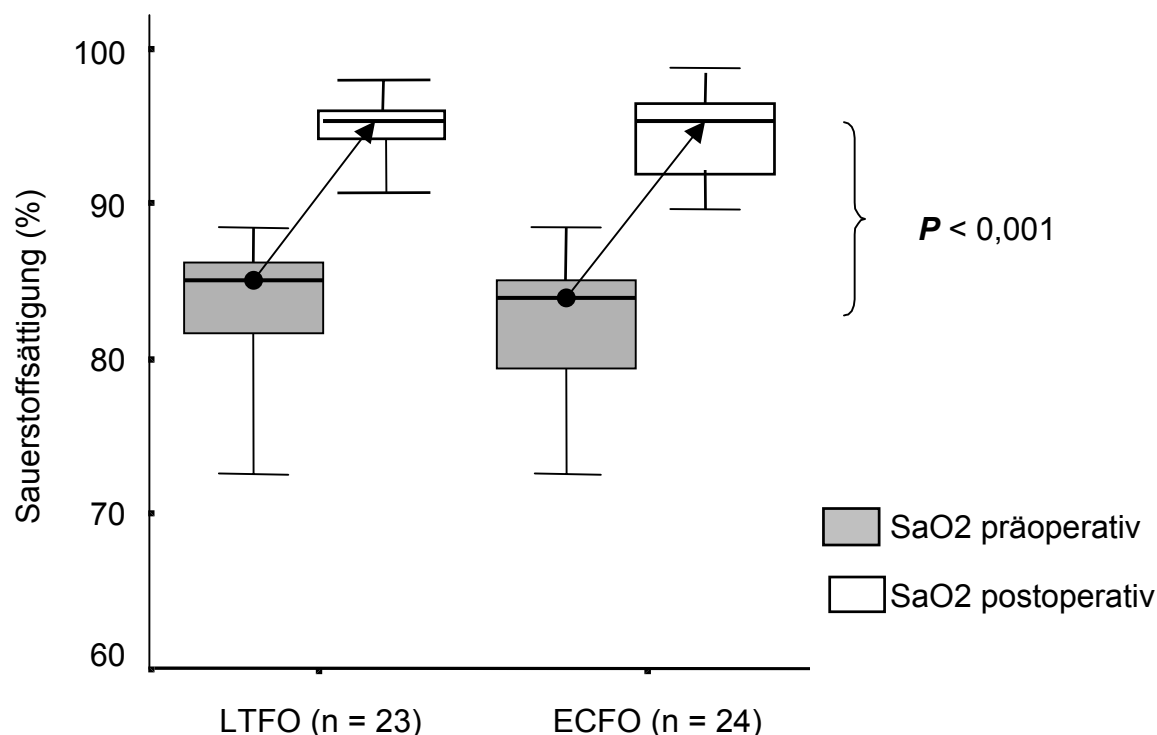 Sauerstoffsättigung (%)
100
90
80
70
60
P < 0,001
SaO2 präoperativ
SaO2 postoperativ
LTFO (n = 23)
ECFO (n = 24)